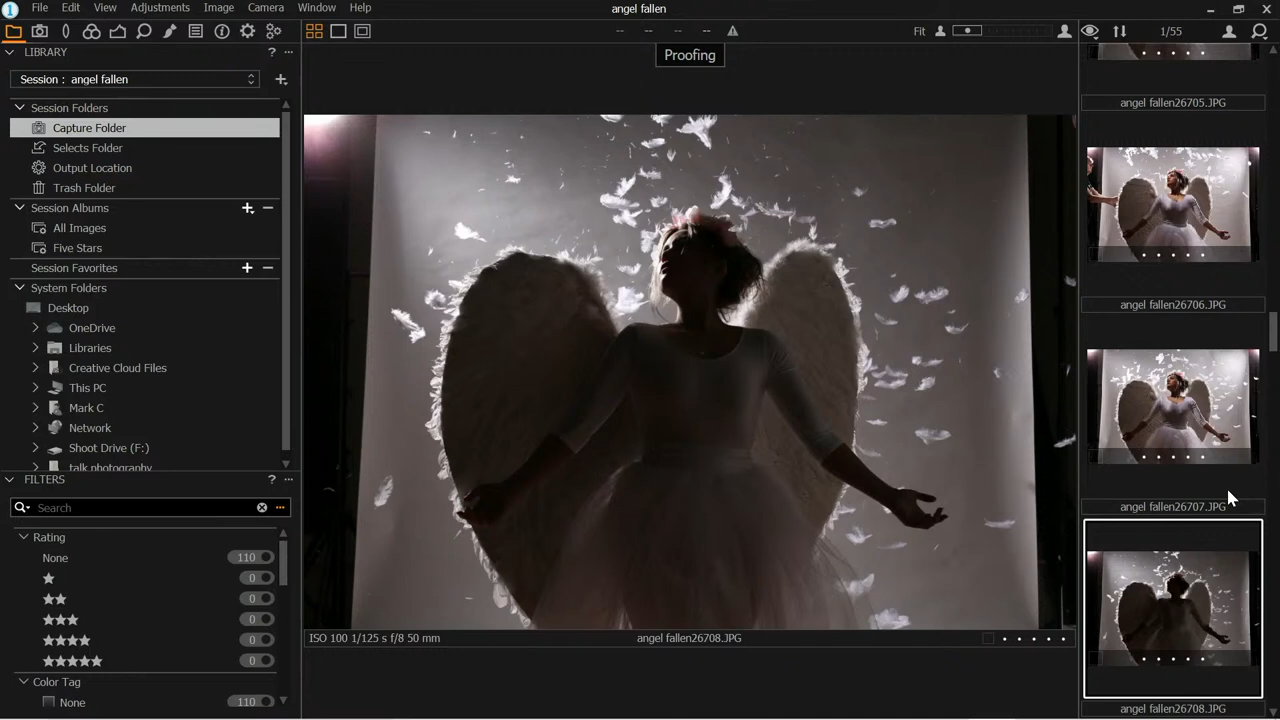 File Edit View Adjustments Image Camera Window Help
angel fallen
Fit
1/55
Proofing
LIBRARY ?
Session : angel fallen
Session Folders
Capture Folder
Selects Folder
Output Location
Trash Folder
Session Albums
All Images
Five Stars
Session Favorites
System Folders
Desktop
OneDrive
Libraries
Creative Cloud Files
This PC
Mark C
Network
Shoot Drive (F:)
talk photography
FILTERS ?
Search
Rating
None 110
0
0
0
0
0
Color Tag
None 110
ISO 100 1/125 s f/8 50 mm
angel fallen26708.JPG
angel fallen26705.JPG
angel fallen26706.JPG
angel fallen26707.JPG
angel fallen26708.JPG